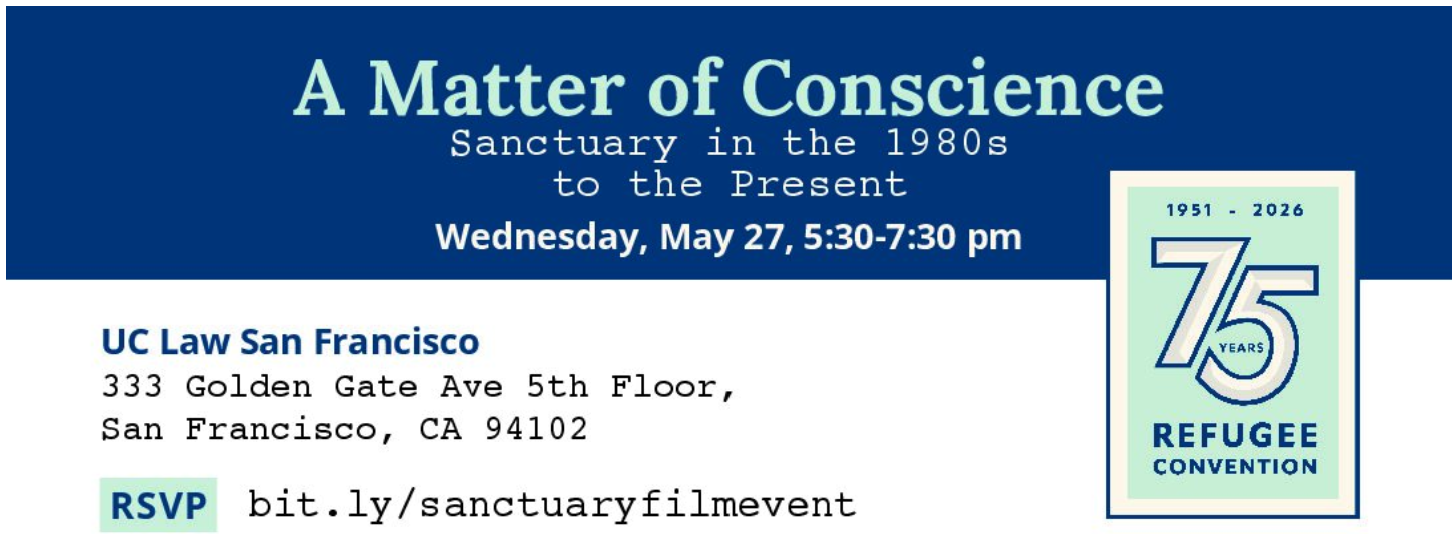 A Matter of Conscience
Sanctuary in the 1980s
to the Present
Wednesday, May 27, 5:30-7:30 pm
UC Law San Francisco
333 Golden Gate Ave 5th Floor,
San Francisco, CA 94102
RSVP bit.ly/sanctuaryfilmevent
1951 - 2026
75
YEARS
REFUGEE
CONVENTION